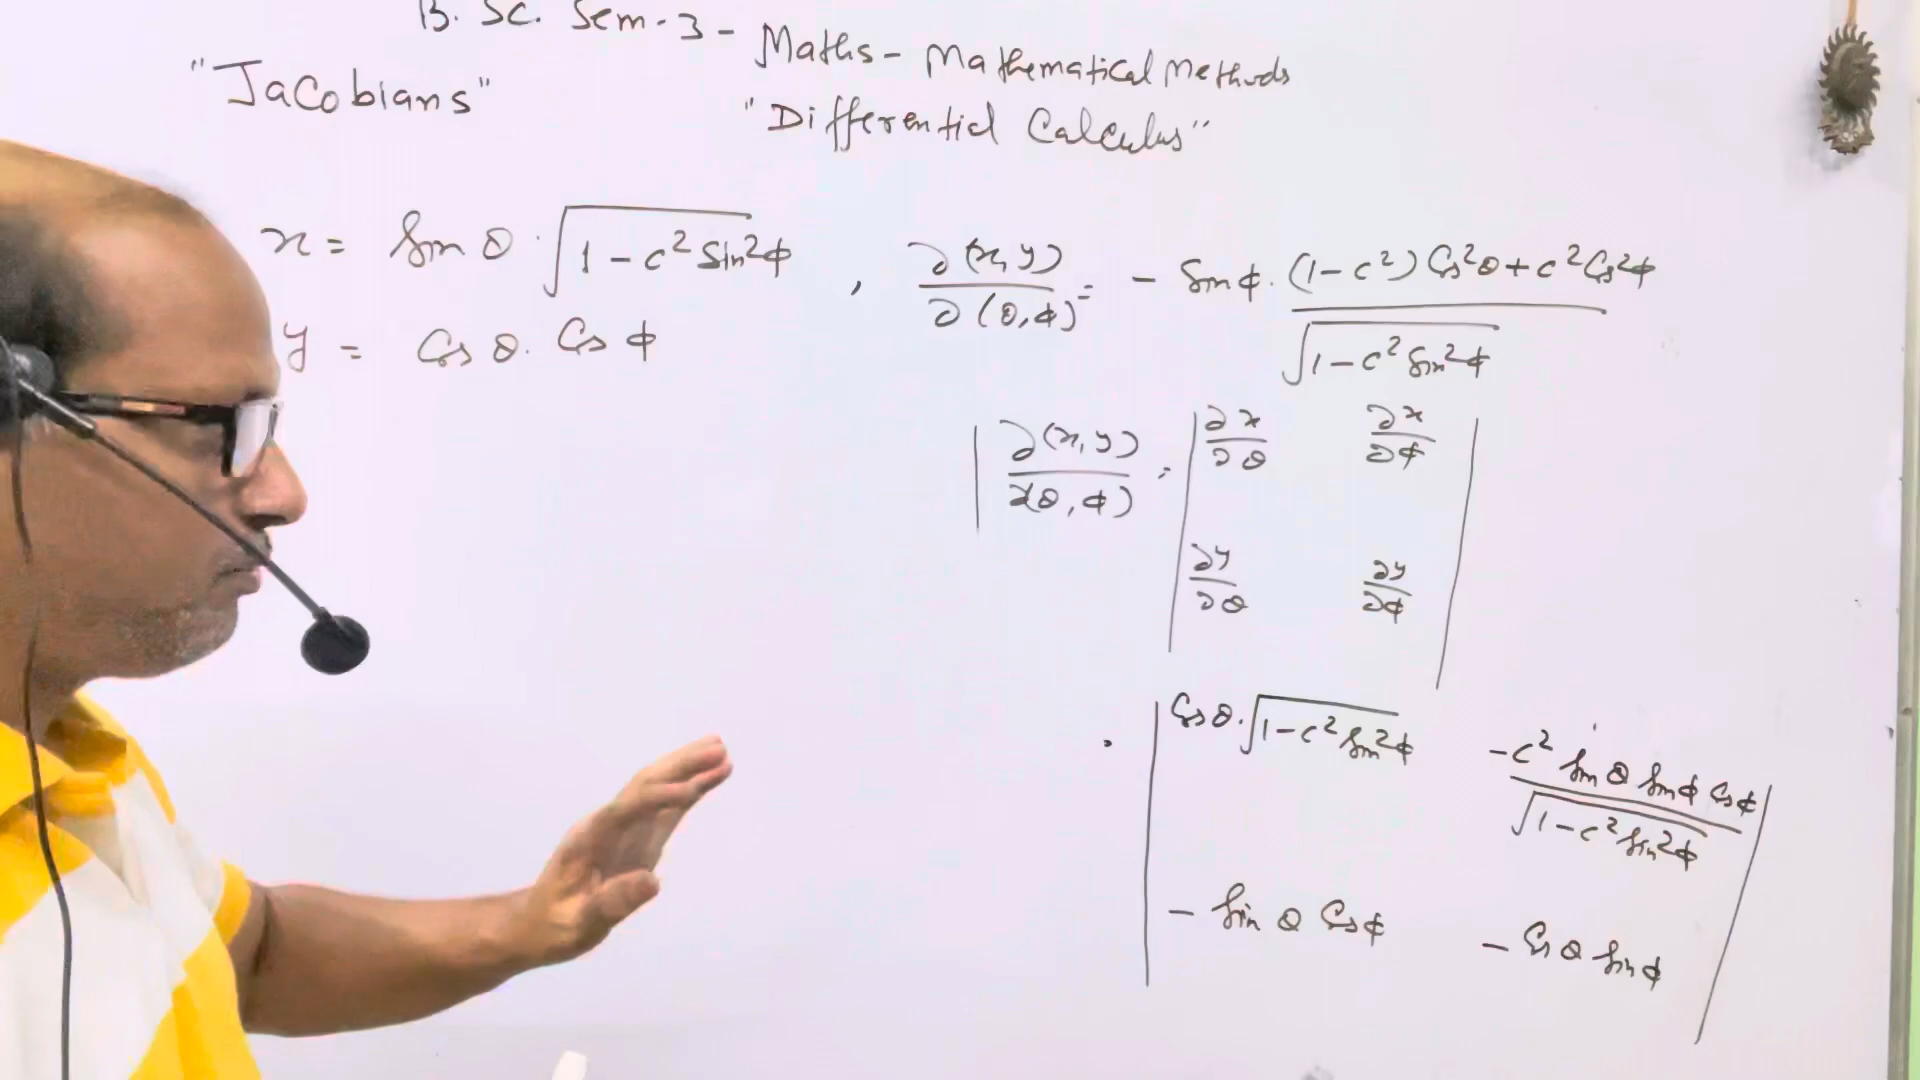 B. Sc. Sem-3- Maths- Mathematical Methods
"Jacobians"
"Differential Calculus"
x = Sin θ · √(1 - c² Sin²φ) , ∂(x, y)/∂(θ, φ) = - Sin φ · ((1-c²) Cos²θ + c² Cos²φ)/√(1-c² Sin²φ)
y = Cos θ. Cos φ
| ∂(x, y)/∂(θ, φ) = | ∂x/∂θ ∂x/∂φ |
| ∂y/∂θ ∂y/∂φ |
| Cos θ · √(1-c² Sin²φ) (-c² Sin θ Sin φ Cos φ)/√(1-c² Sin²φ) |
| - Sin θ Cos φ - Cos θ Sin φ |